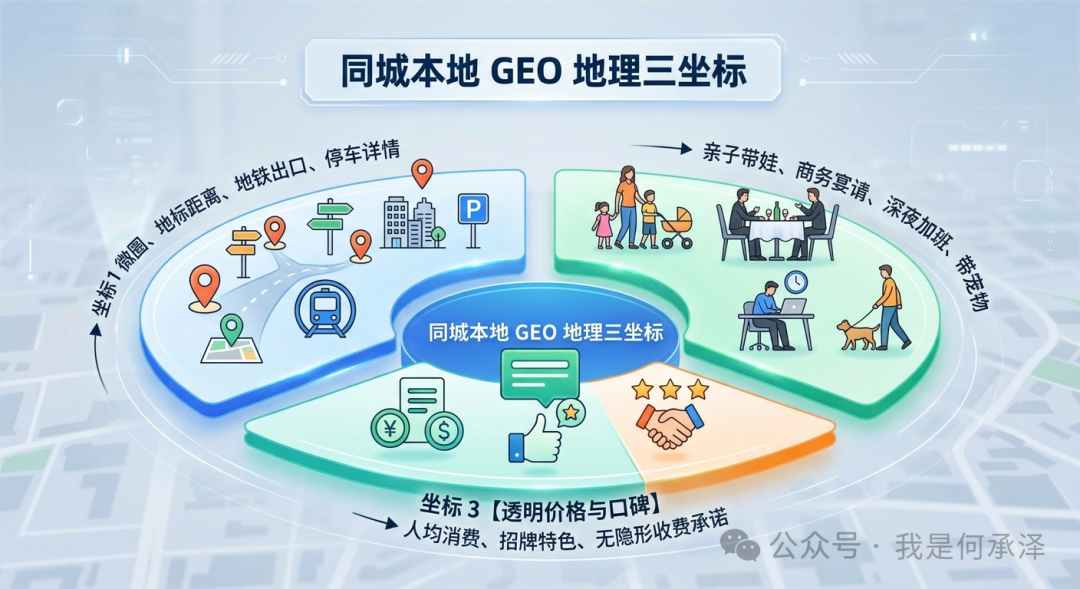 同城本地 GEO 地理三坐标
坐标 1 微圈、地标距离、地铁出口、停车详情
亲子带娃、商务宴请、深夜加班、带宠物
P
同城本地 GEO 地理三坐标
¥
$
坐标 3【透明价格与口碑】
人均消费、招牌特色、无隐形收费承诺
公众号 · 我是何承泽